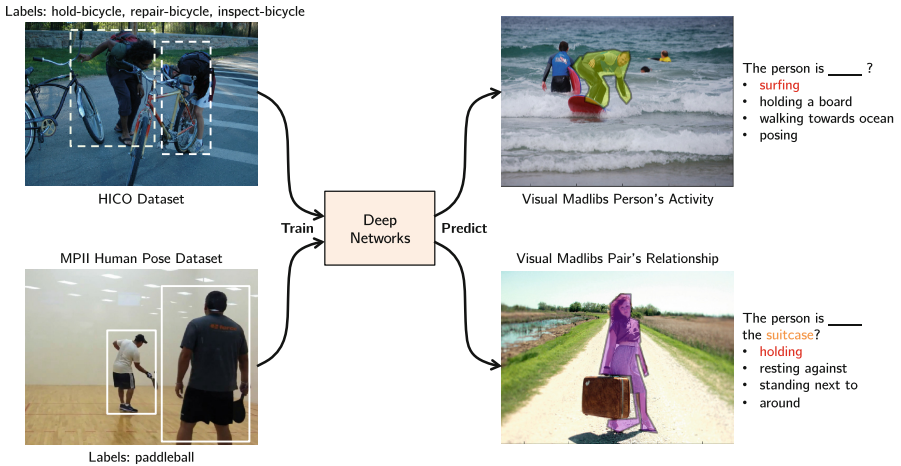 Labels: hold-bicycle, repair-bicycle, inspect-bicycle
HICO Dataset
MPII Human Pose Dataset
Labels: paddleball
Train
Deep
Networks
Predict
Visual Madlibs Person's Activity
The person is ____ ?
• surfing
• holding a board
• walking towards ocean
• posing
Visual Madlibs Pair's Relationship
The person is ____
the suitcase?
• holding
• resting against
• standing next to
• around